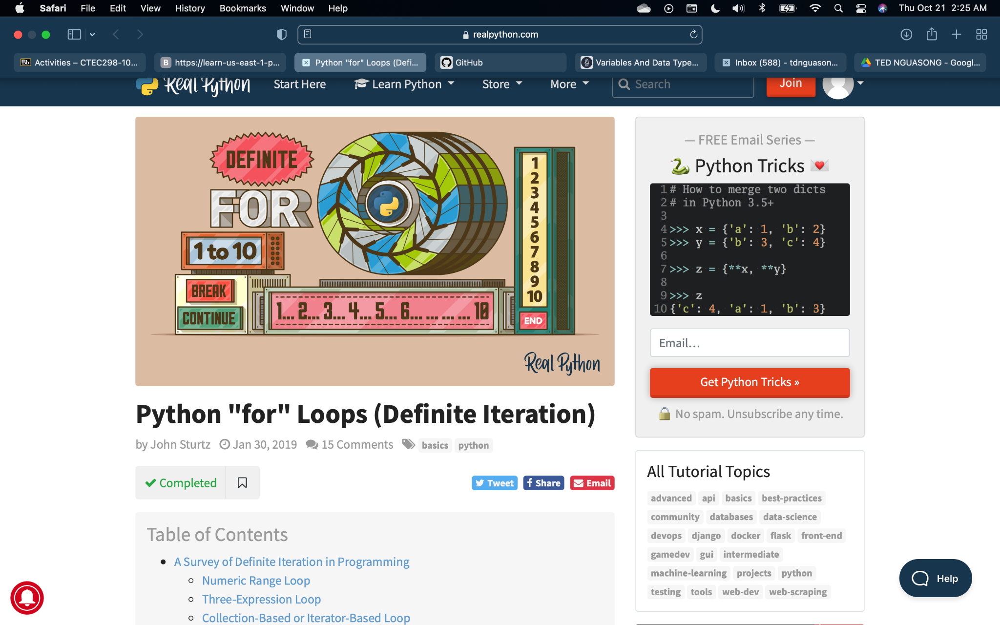 Safari File Edit View History Bookmarks Window Help Thu Oct 21 2:25 AM
realpython.com
Bb Activities – CTEC298-10...
B https://learn-us-east-1-p...
Python "for" Loops (Defi...
GitHub
Variables And Data Type...
Inbox (588) - tdnguason...
TED NGUASONG - Googl...
Real Python Start Here Learn Python Store More Search Join
DEFINITE
FOR
1 to 10
BREAK
CONTINUE
1... 2... 3... 4... 5... 6... ... ... ... 10
1
2
3
4
5
6
7
8
9
10
END
Real Python
Python "for" Loops (Definite Iteration)
by John Sturtz Jan 30, 2019 15 Comments basics python
Completed
Tweet Share Email
Table of Contents
A Survey of Definite Iteration in Programming
Numeric Range Loop
Three-Expression Loop
Collection-Based or Iterator-Based Loop
— FREE Email Series —
Python Tricks
1 # How to merge two dicts
2 # in Python 3.5+
3
4 >>> x = {'a': 1, 'b': 2}
5 >>> y = {'b': 3, 'c': 4}
6
7 >>> z = {**x, **y}
8
9 >>> z
10 {'c': 4, 'a': 1, 'b': 3}
Email…
Get Python Tricks »
No spam. Unsubscribe any time.
All Tutorial Topics
advanced api basics best-practices
community databases data-science
devops django docker flask front-end
gamedev gui intermediate
machine-learning projects python
testing tools web-dev web-scraping
Help